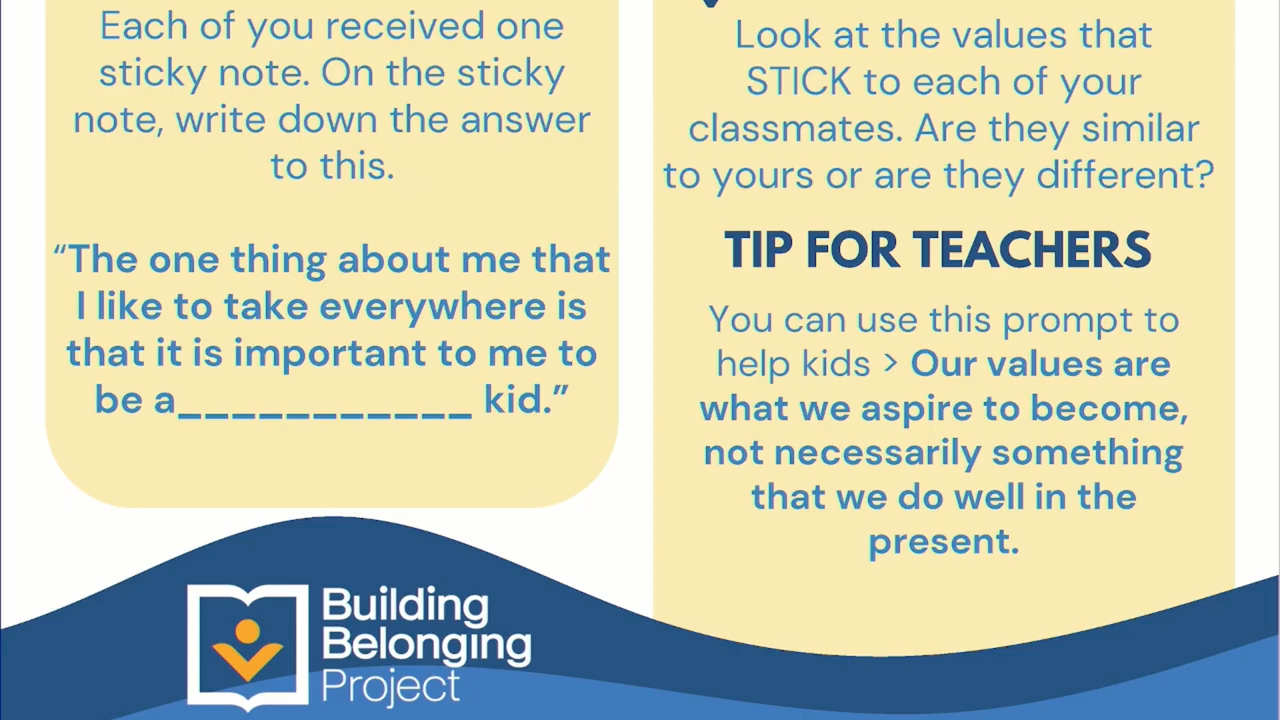 Each of you received one
sticky note. On the sticky
note, write down the answer
to this.
“The one thing about me that
I like to take everywhere is
that it is important to me to
be a___________ kid.”
Look at the values that
STICK to each of your
classmates. Are they similar
to yours or are they different?
TIP FOR TEACHERS
You can use this prompt to
help kids > Our values are
what we aspire to become,
not necessarily something
that we do well in the
present.
Building
Belonging
Project